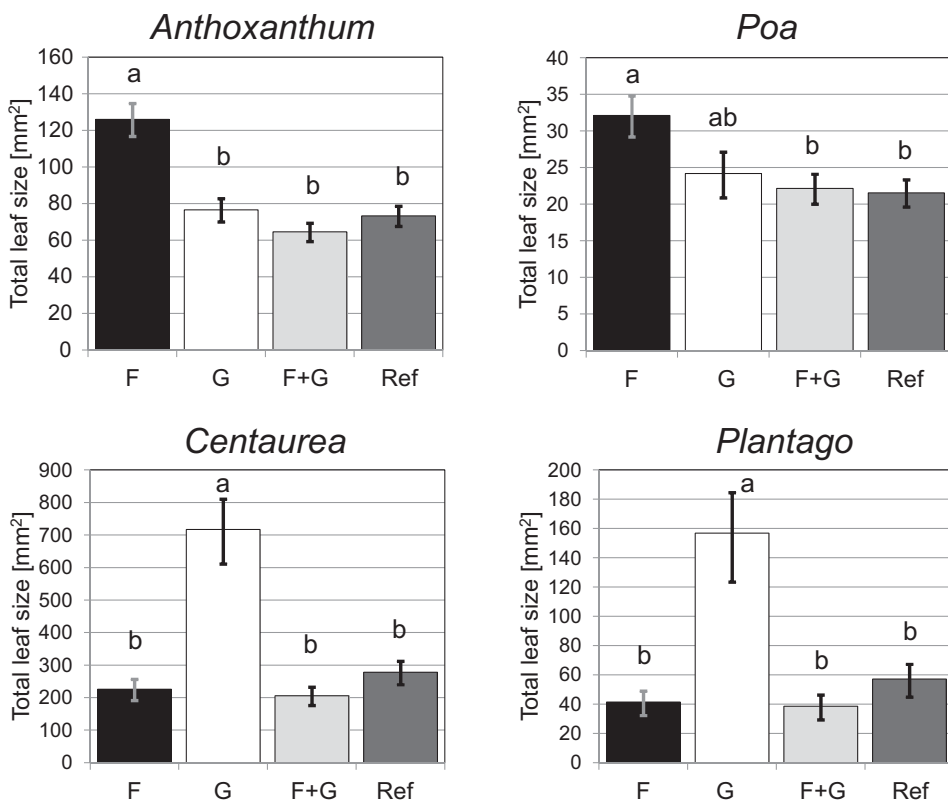 Anthoxanthum
Total leaf size [mm²]
160
140
120
100
80
60
40
20
0
a
b
b
b
F
G
F+G
Ref
Poa
Total leaf size [mm²]
40
35
30
25
20
15
10
5
0
a
ab
b
b
F
G
F+G
Ref
Centaurea
Total leaf size [mm²]
900
800
700
600
500
400
300
200
100
0
b
a
b
b
F
G
F+G
Ref
Plantago
Total leaf size [mm²]
200
180
160
140
120
100
80
60
40
20
0
b
a
b
b
F
G
F+G
Ref